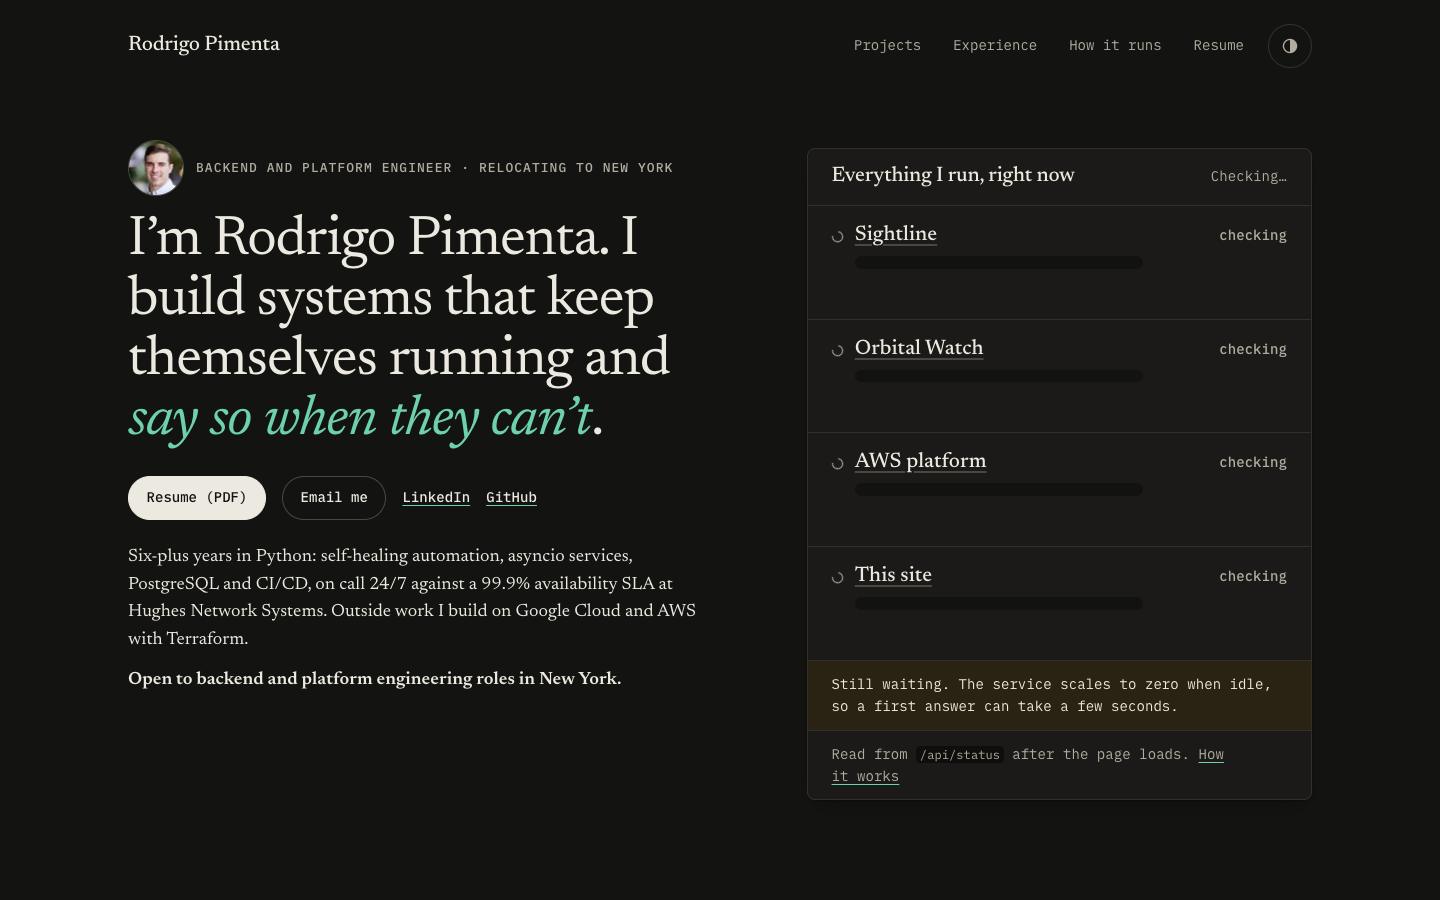 Rodrigo Pimenta
Projects
Experience
How it runs
Resume
BACKEND AND PLATFORM ENGINEER · RELOCATING TO NEW YORK
I’m Rodrigo Pimenta. I
build systems that keep
themselves running and
say so when they can’t.
Resume (PDF)
Email me
LinkedIn
GitHub
Six-plus years in Python: self-healing automation, asyncio services,
PostgreSQL and CI/CD, on call 24/7 against a 99.9% availability SLA at
Hughes Network Systems. Outside work I build on Google Cloud and AWS
with Terraform.
Open to backend and platform engineering roles in New York.
Everything I run, right now
Checking…
Sightline
checking
Orbital Watch
checking
AWS platform
checking
This site
checking
Still waiting. The service scales to zero when idle,
so a first answer can take a few seconds.
Read from /api/status after the page loads. How
it works